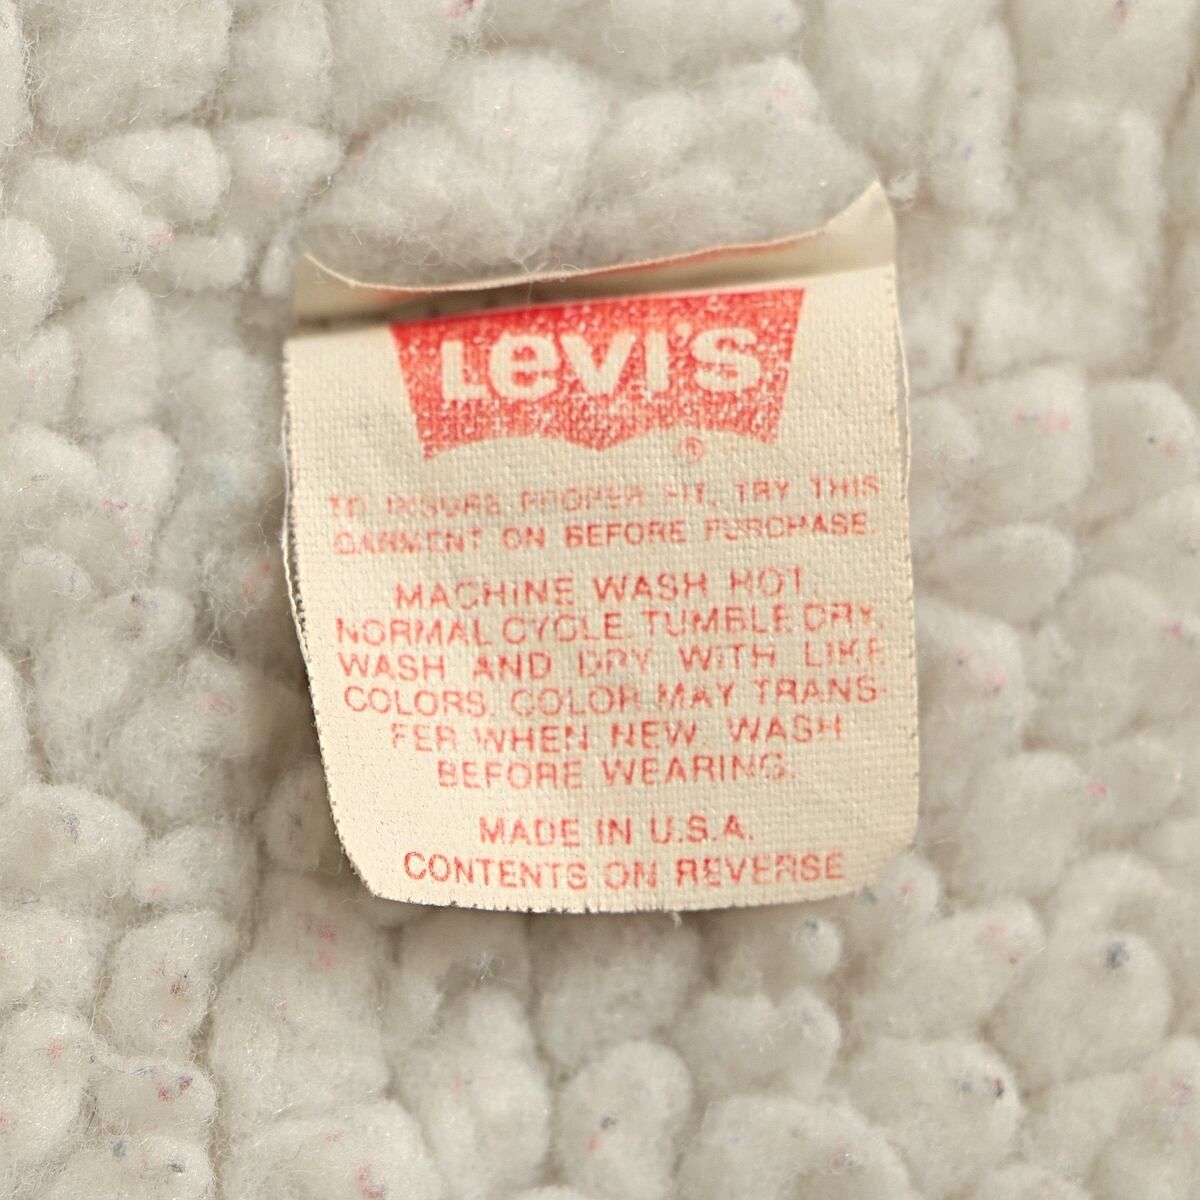 Levi's
®
TO INSURE PROPER FIT, TRY THIS
GARMENT ON BEFORE PURCHASE.
MACHINE WASH HOT,
NORMAL CYCLE. TUMBLE DRY.
WASH AND DRY WITH LIKE
COLORS. COLOR MAY TRANS-
FER WHEN NEW. WASH
BEFORE WEARING.
MADE IN U.S.A.
CONTENTS ON REVERSE